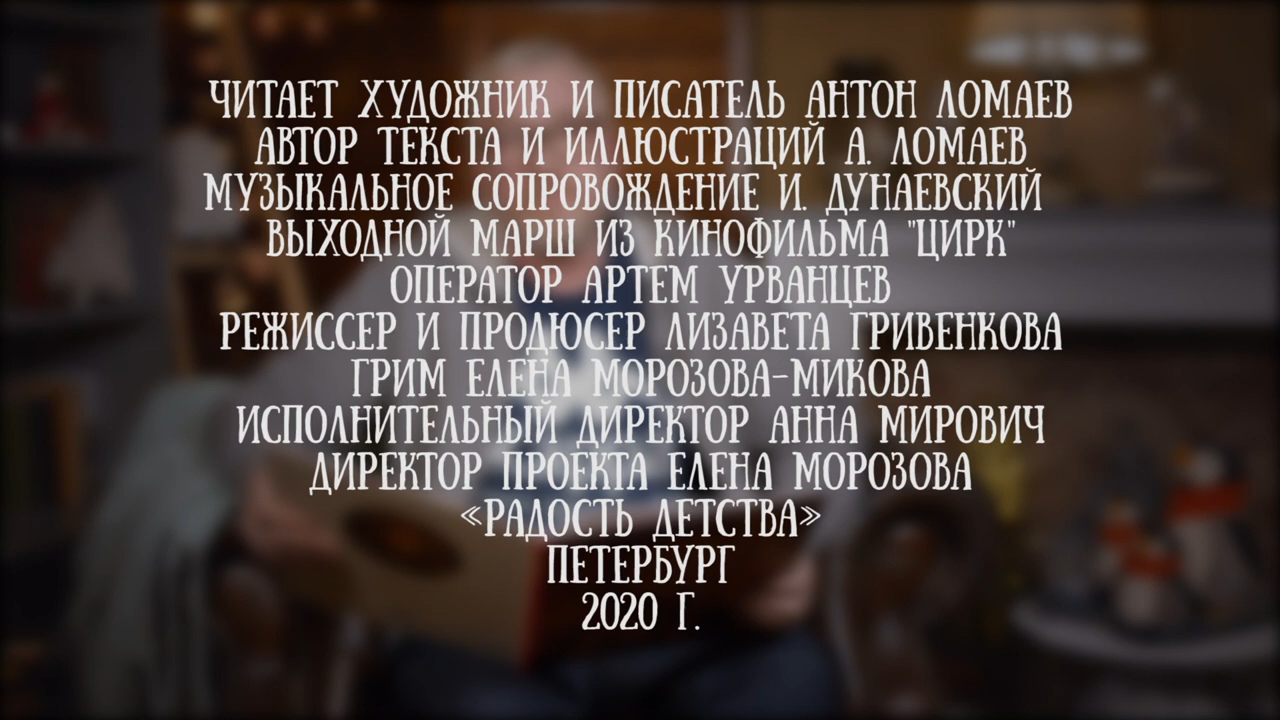 ЧИТАЕТ ХУДОЖНИК И ПИСАТЕЛЬ АНТОН ЛОМАЕВ
АВТОР ТЕКСТА И ИЛЛЮСТРАЦИЙ А. ЛОМАЕВ
МУЗЫКАЛЬНОЕ СОПРОВОЖДЕНИЕ И. ДУНАЕВСКИЙ
ВЫХОДНОЙ МАРШ ИЗ КИНОФИЛЬМА "ЦИРК"
ОПЕРАТОР АРТЕМ УРВАНЦЕВ
РЕЖИССЕР И ПРОДЮСЕР ЛИЗАВЕТА ГРИВЕНКОВА
ГРИМ ЕЛЕНА МОРОЗОВА-МИКОВА
ИСПОЛНИТЕЛЬНЫЙ ДИРЕКТОР АННА МИРОВИЧ
ДИРЕКТОР ПРОЕКТА ЕЛЕНА МОРОЗОВА
«РАДОСТЬ ДЕТСТВА»
ПЕТЕРБУРГ
2020 Г.